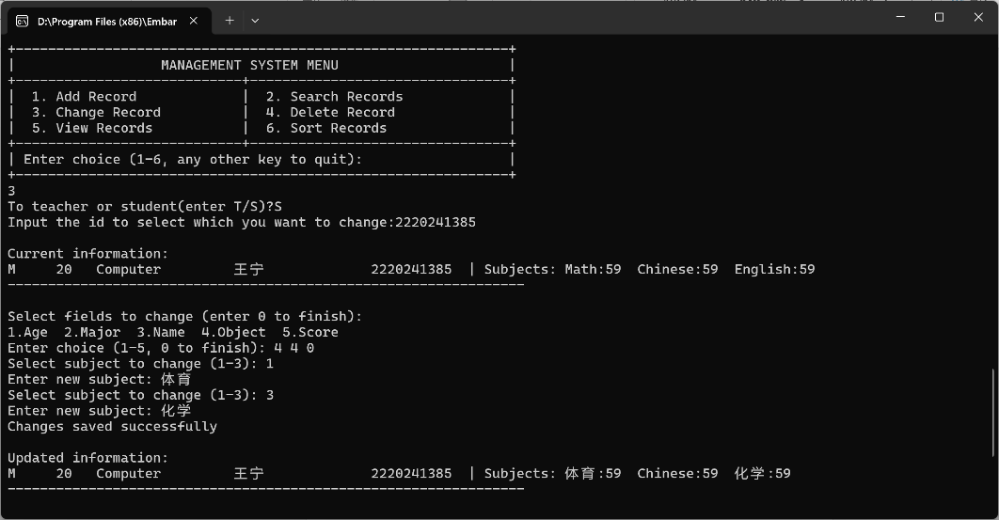 D:\Program Files (x86)\Embar
+--------------------------------------------------------------+
|                  MANAGEMENT SYSTEM MENU                      |
+----------------------------+---------------------------------+
|  1. Add Record             |  2. Search Records              |
|  3. Change Record          |  4. Delete Record               |
|  5. View Records           |  6. Sort Records                |
+----------------------------+---------------------------------+
| Enter choice (1-6, any other key to quit):                   |
+--------------------------------------------------------------+
3
To teacher or student(enter T/S)?S
Input the id to select which you want to change:2220241385
Current information:
M     20   Computer         王宁             2220241385  | Subjects: Math:59  Chinese:59  English:59
----------------------------------------------------------------
Select fields to change (enter 0 to finish):
1.Age  2.Major  3.Name  4.Object  5.Score
Enter choice (1-5, 0 to finish): 4 4 0
Select subject to change (1-3): 1
Enter new subject: 体育
Select subject to change (1-3): 3
Enter new subject: 化学
Changes saved successfully
Updated information:
M     20   Computer         王宁             2220241385  | Subjects: 体育:59  Chinese:59  化学:59
----------------------------------------------------------------